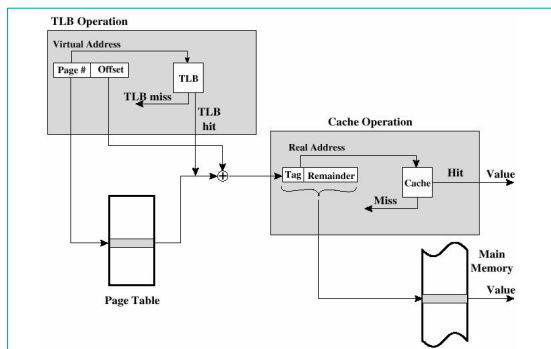 TLB Operation
Virtual Address
Page # Offset
TLB
TLB miss
TLB
hit
Cache Operation
Real Address
Tag Remainder
Cache
Hit
Value
Miss
Main
Memory
Value
Page Table